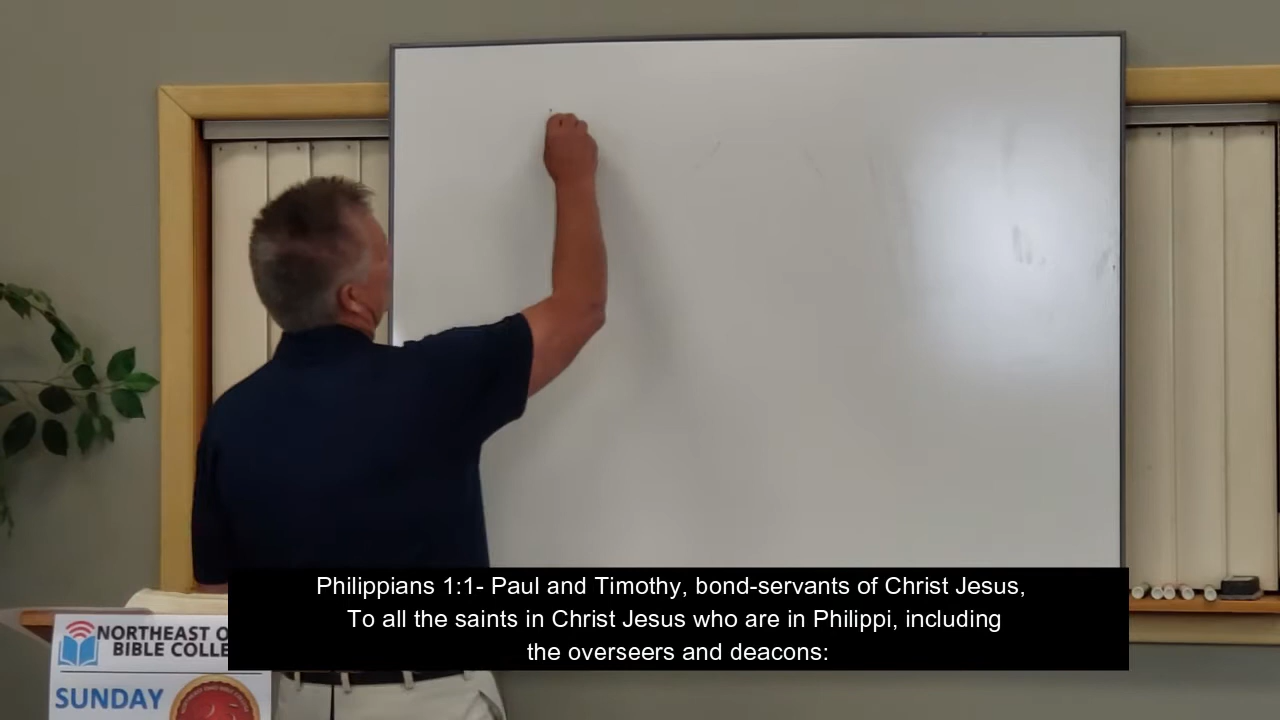 Philippians 1:1- Paul and Timothy, bond-servants of Christ Jesus,
To all the saints in Christ Jesus who are in Philippi, including
the overseers and deacons:
NORTHEAST
BIBLE
SUNDAY